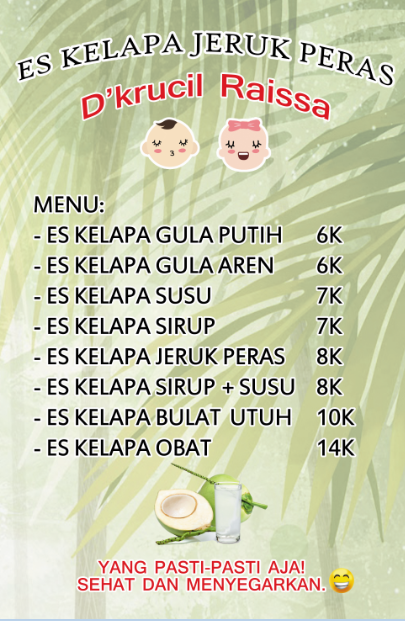 ES KELAPA JERUK PERAS
D'krucil Raissa
MENU:
- ES KELAPA GULA PUTIH 6K
- ES KELAPA GULA AREN 6K
- ES KELAPA SUSU 7K
- ES KELAPA SIRUP 7K
- ES KELAPA JERUK PERAS 8K
- ES KELAPA SIRUP + SUSU 8K
- ES KELAPA BULAT UTUH 10K
- ES KELAPA OBAT 14K
YANG PASTI-PASTI AJA!
SEHAT DAN MENYEGARKAN.